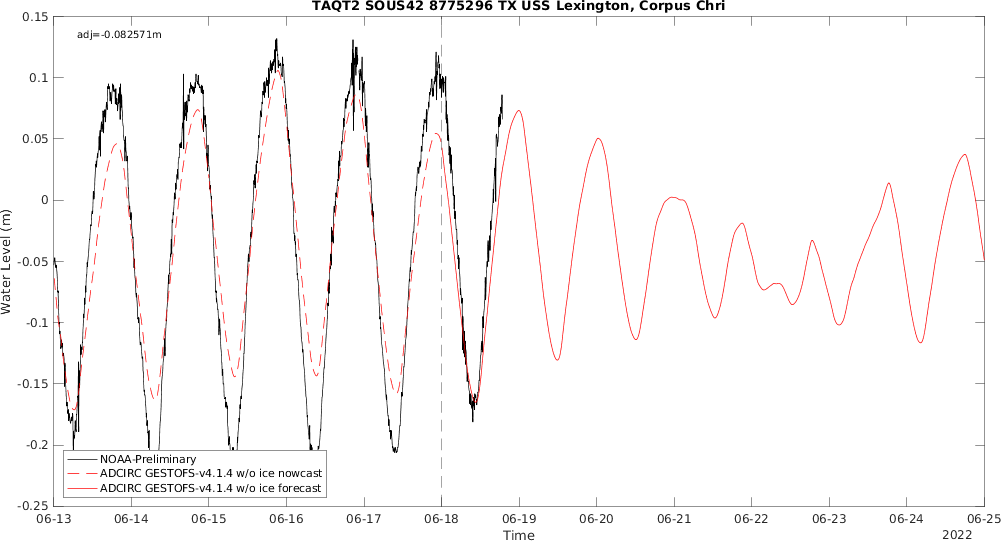 TAQT2 SOUS42 8775296 TX USS Lexington, Corpus Chri
adj=-0.082571m
0.15
0.1
0.05
0
-0.05
-0.1
-0.15
-0.2
-0.25
Water Level (m)
NOAA-Preliminary
ADCIRC GESTOFS-v4.1.4 w/o ice nowcast
ADCIRC GESTOFS-v4.1.4 w/o ice forecast
06-13 06-14 06-15 06-16 06-17 06-18 06-19 06-20 06-21 06-22 06-23 06-24 06-25
Time
2022